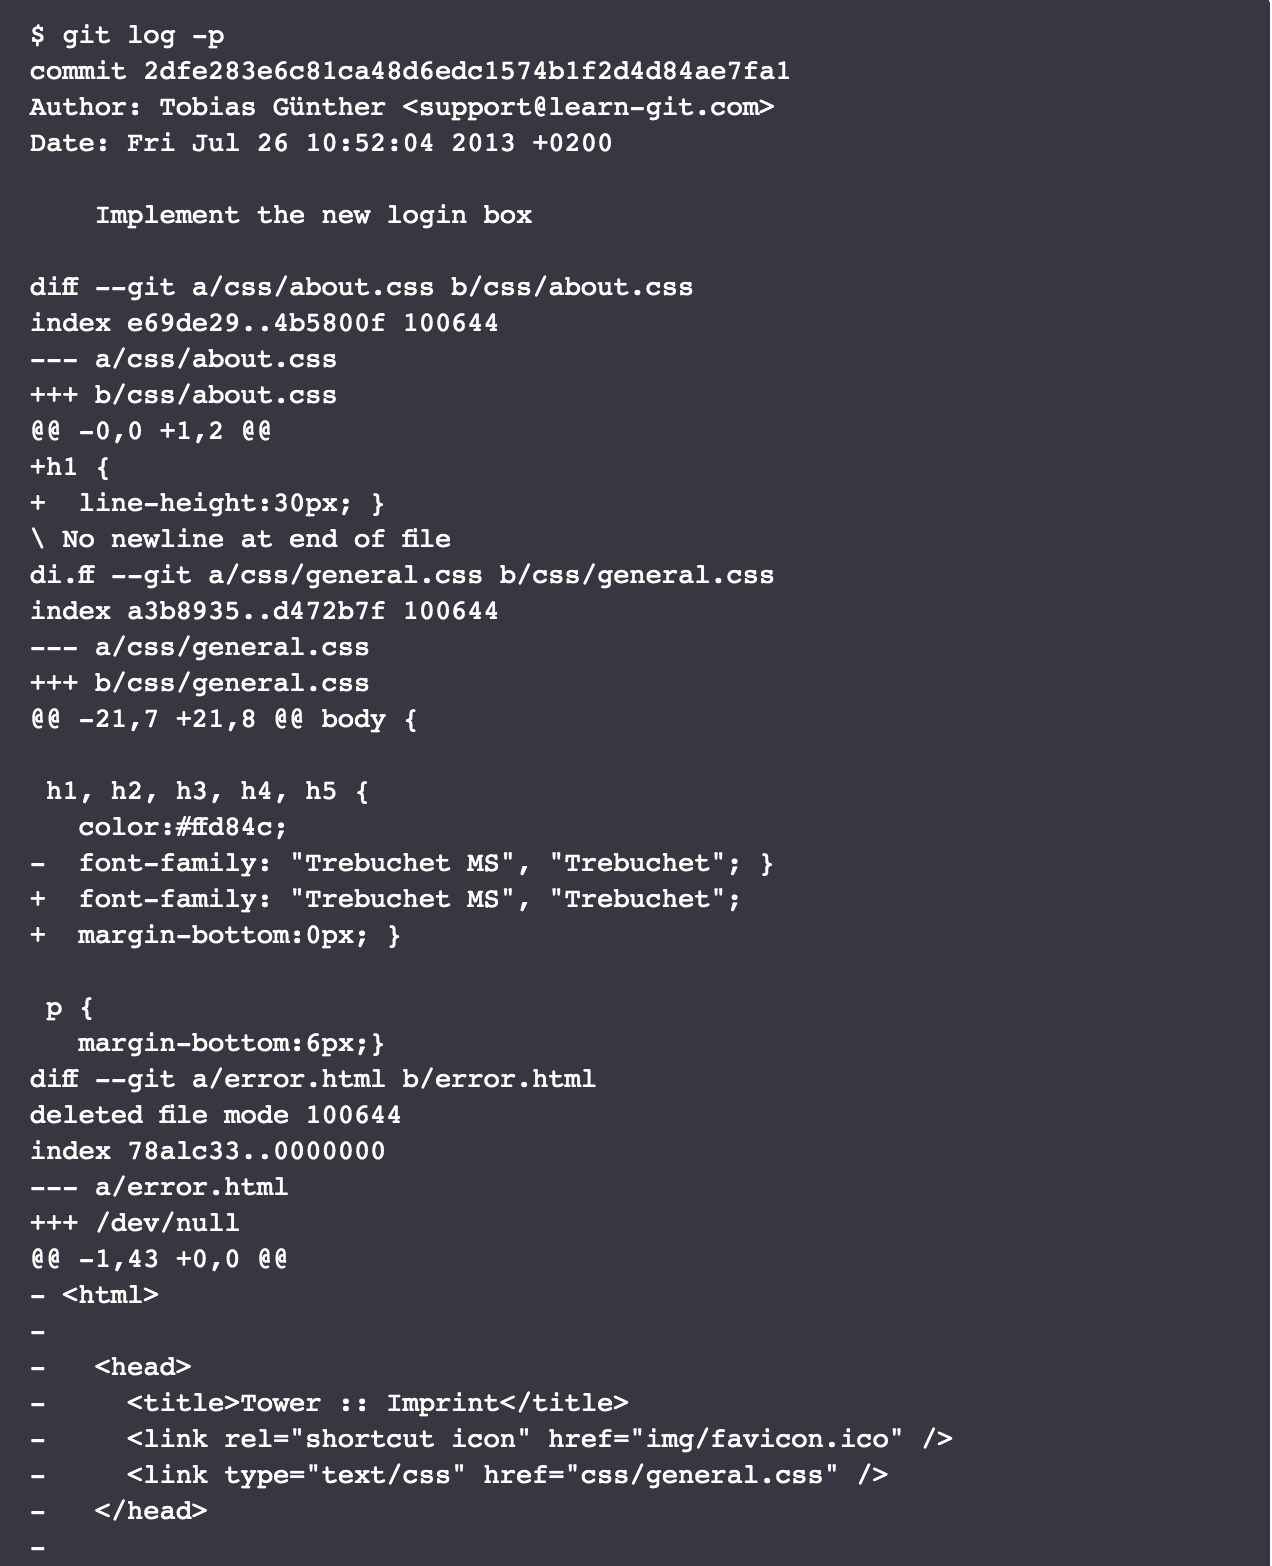 $ git log -p
commit 2dfe283e6c81ca48d6edc1574b1f2d4d84ae7fa1
Author: Tobias Günther <support@learn-git.com>
Date: Fri Jul 26 10:52:04 2013 +0200

    Implement the new login box

diff --git a/css/about.css b/css/about.css
index e69de29..4b5800f 100644
--- a/css/about.css
+++ b/css/about.css
@@ -0,0 +1,2 @@
+h1 {
+  line-height:30px; }
\ No newline at end of file
di.ff --git a/css/general.css b/css/general.css
index a3b8935..d472b7f 100644
--- a/css/general.css
+++ b/css/general.css
@@ -21,7 +21,8 @@ body {

 h1, h2, h3, h4, h5 {
   color:#ffd84c;
-  font-family: "Trebuchet MS", "Trebuchet"; }
+  font-family: "Trebuchet MS", "Trebuchet";
+  margin-bottom:0px; }

 p {
   margin-bottom:6px;}
diff --git a/error.html b/error.html
deleted file mode 100644
index 78alc33..0000000
--- a/error.html
+++ /dev/null
@@ -1,43 +0,0 @@
- <html>
-
-   <head>
-     <title>Tower :: Imprint</title>
-     <link rel="shortcut icon" href="img/favicon.ico" />
-     <link type="text/css" href="css/general.css" />
-   </head>
-